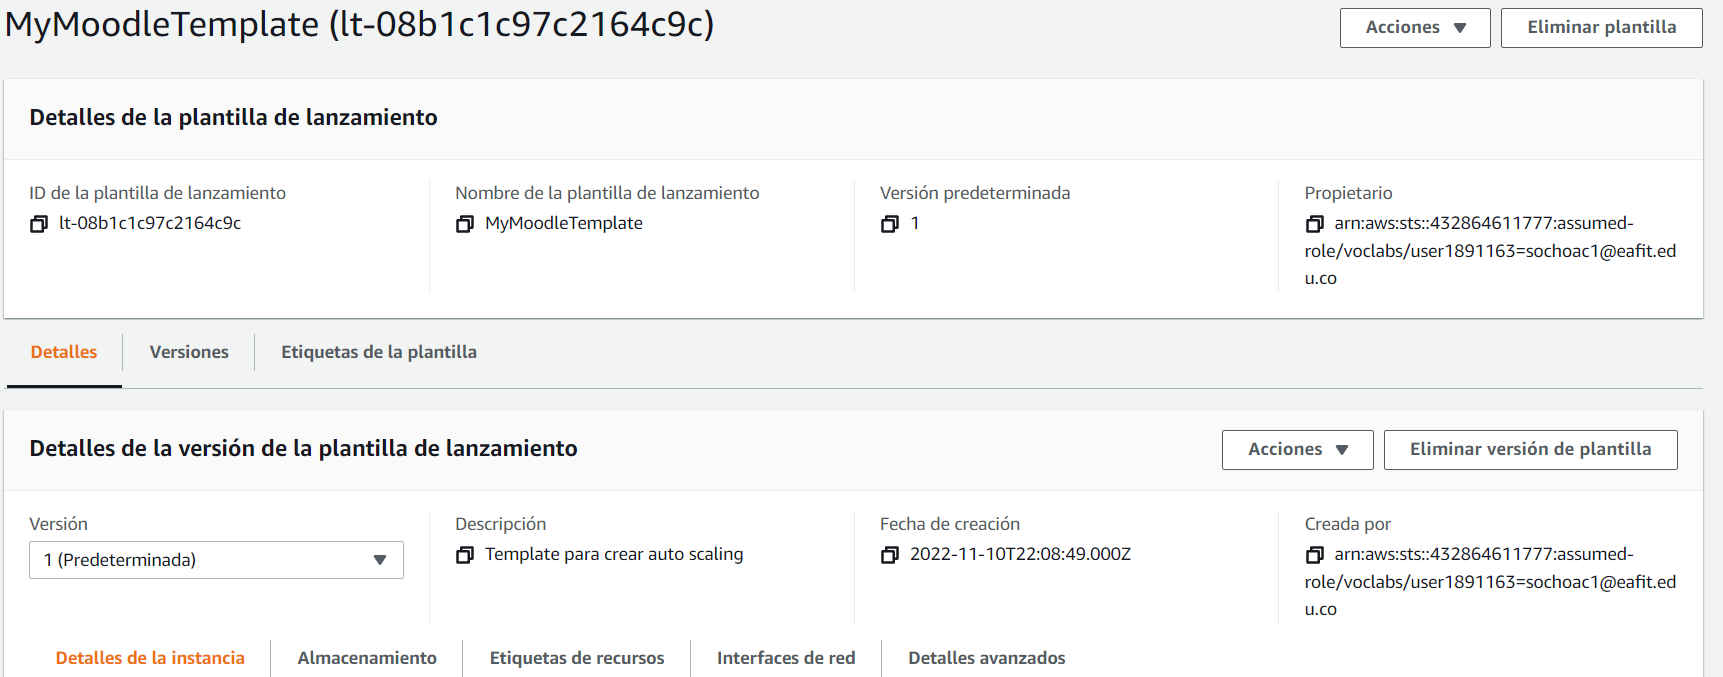 MyMoodleTemplate (lt-08b1c1c97c2164c9c)
Acciones
Eliminar plantilla
Detalles de la plantilla de lanzamiento
ID de la plantilla de lanzamiento
lt-08b1c1c97c2164c9c
Nombre de la plantilla de lanzamiento
MyMoodleTemplate
Versión predeterminada
1
Propietario
arn:aws:sts::432864611777:assumed-
role/voclabs/user1891163=sochoac1@eafit.ed
u.co
Detalles
Versiones
Etiquetas de la plantilla
Detalles de la versión de la plantilla de lanzamiento
Acciones
Eliminar versión de plantilla
Versión
1 (Predeterminada)
Descripción
Template para crear auto scaling
Fecha de creación
2022-11-10T22:08:49.000Z
Creada por
arn:aws:sts::432864611777:assumed-
role/voclabs/user1891163=sochoac1@eafit.ed
u.co
Detalles de la instancia
Almacenamiento
Etiquetas de recursos
Interfaces de red
Detalles avanzados